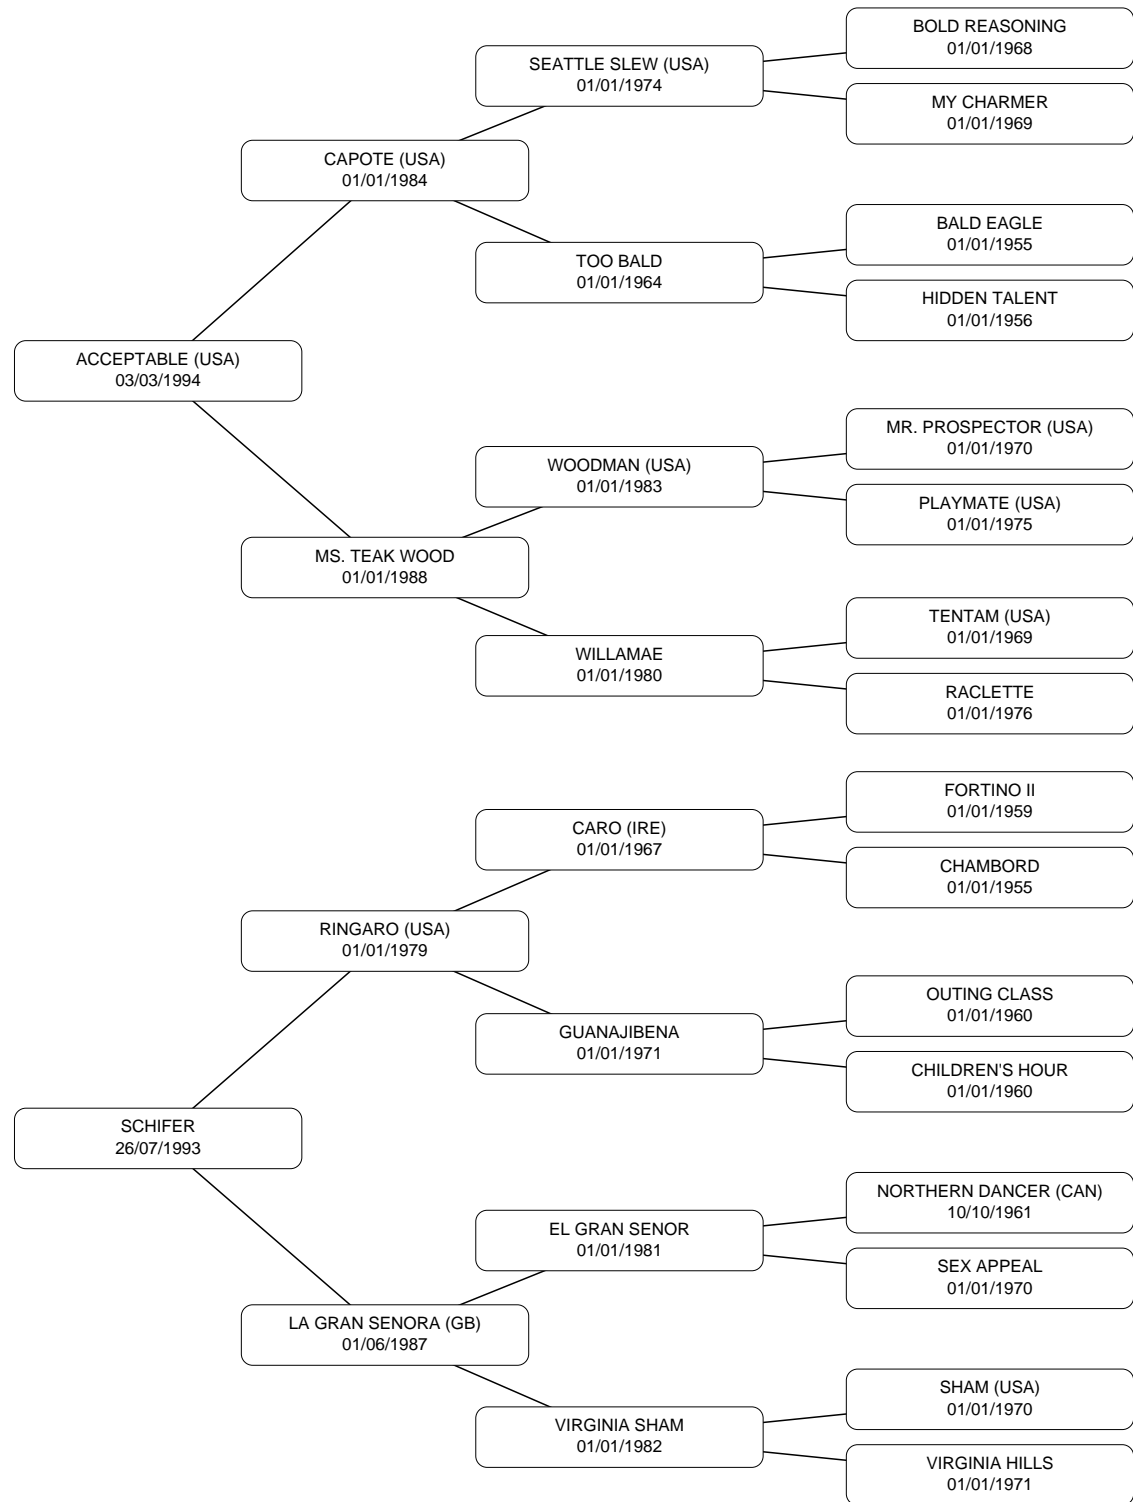 BOLD REASONING
01/01/1968
SEATTLE SLEW (USA)
01/01/1974
MY CHARMER
01/01/1969
CAPOTE (USA)
01/01/1984
BALD EAGLE
01/01/1955
TOO BALD
01/01/1964
HIDDEN TALENT
01/01/1956
ACCEPTABLE (USA)
03/03/1994
MR. PROSPECTOR (USA)
01/01/1970
WOODMAN (USA)
01/01/1983
PLAYMATE (USA)
01/01/1975
MS. TEAK WOOD
01/01/1988
TENTAM (USA)
01/01/1969
WILLAMAE
01/01/1980
RACLETTE
01/01/1976
FORTINO II
01/01/1959
CARO (IRE)
01/01/1967
CHAMBORD
01/01/1955
RINGARO (USA)
01/01/1979
OUTING CLASS
01/01/1960
GUANAJIBENA
01/01/1971
CHILDREN'S HOUR
01/01/1960
SCHIFER
26/07/1993
NORTHERN DANCER (CAN)
10/10/1961
EL GRAN SENOR
01/01/1981
SEX APPEAL
01/01/1970
LA GRAN SENORA (GB)
01/06/1987
SHAM (USA)
01/01/1970
VIRGINIA SHAM
01/01/1982
VIRGINIA HILLS
01/01/1971